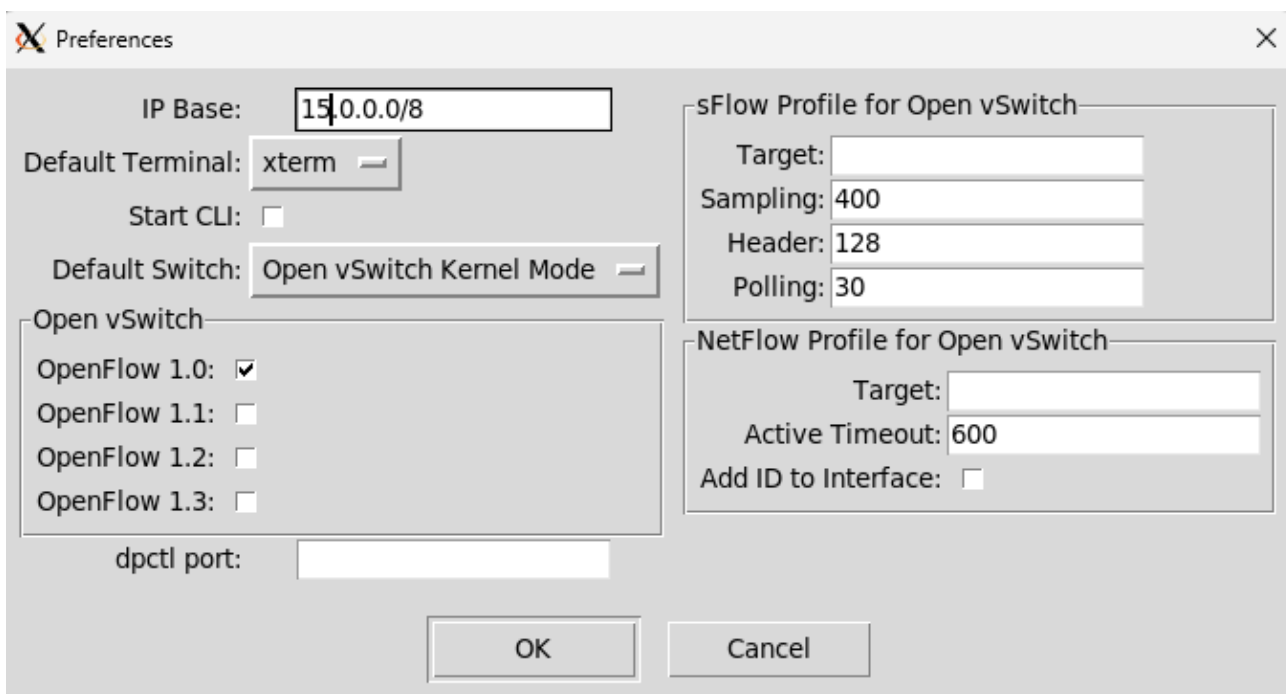 Preferences
IP Base: 15.0.0.0/8
Default Terminal: xterm
Start CLI:
Default Switch: Open vSwitch Kernel Mode
Open vSwitch
OpenFlow 1.0:
OpenFlow 1.1:
OpenFlow 1.2:
OpenFlow 1.3:
dpctl port:
sFlow Profile for Open vSwitch
Target:
Sampling: 400
Header: 128
Polling: 30
NetFlow Profile for Open vSwitch
Target:
Active Timeout: 600
Add ID to Interface:
OK
Cancel